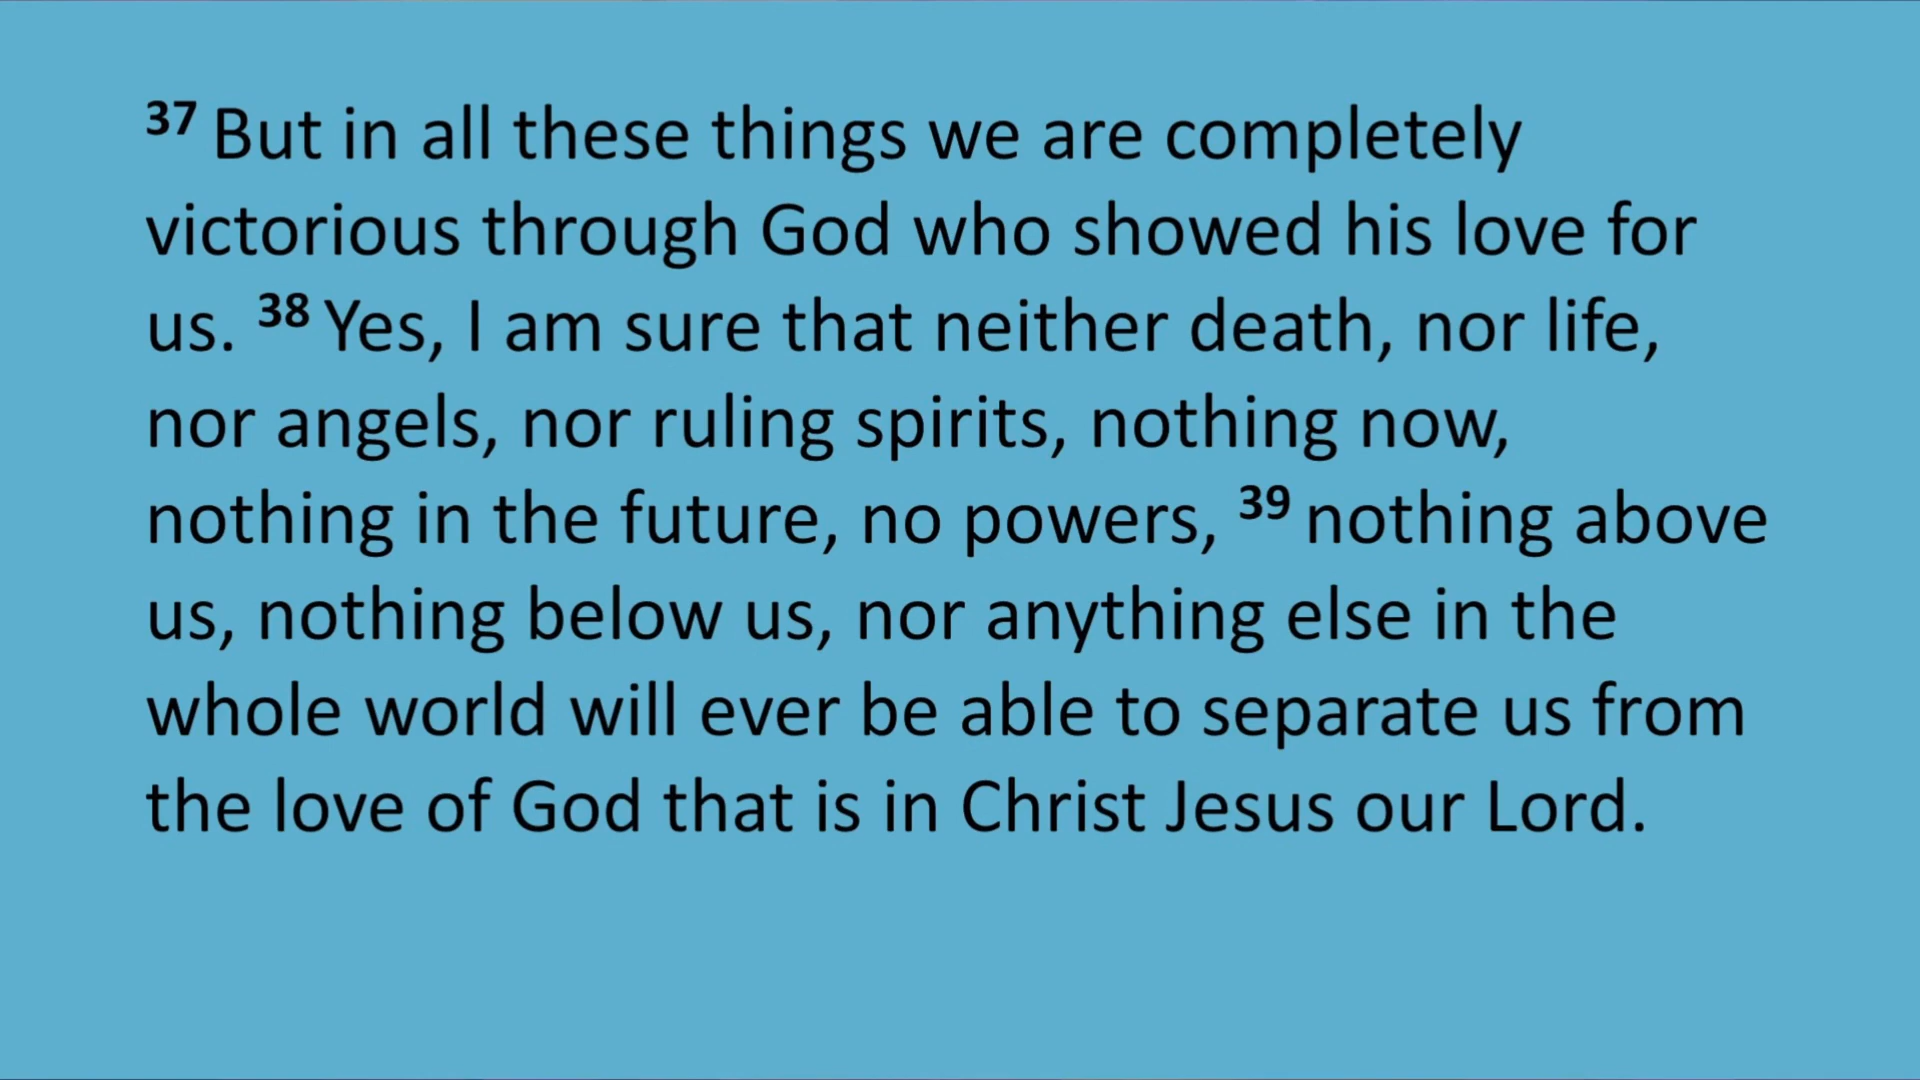 37 But in all these things we are completely
victorious through God who showed his love for
us. 38 Yes, I am sure that neither death, nor life,
nor angels, nor ruling spirits, nothing now,
nothing in the future, no powers, 39 nothing above
us, nothing below us, nor anything else in the
whole world will ever be able to separate us from
the love of God that is in Christ Jesus our Lord.